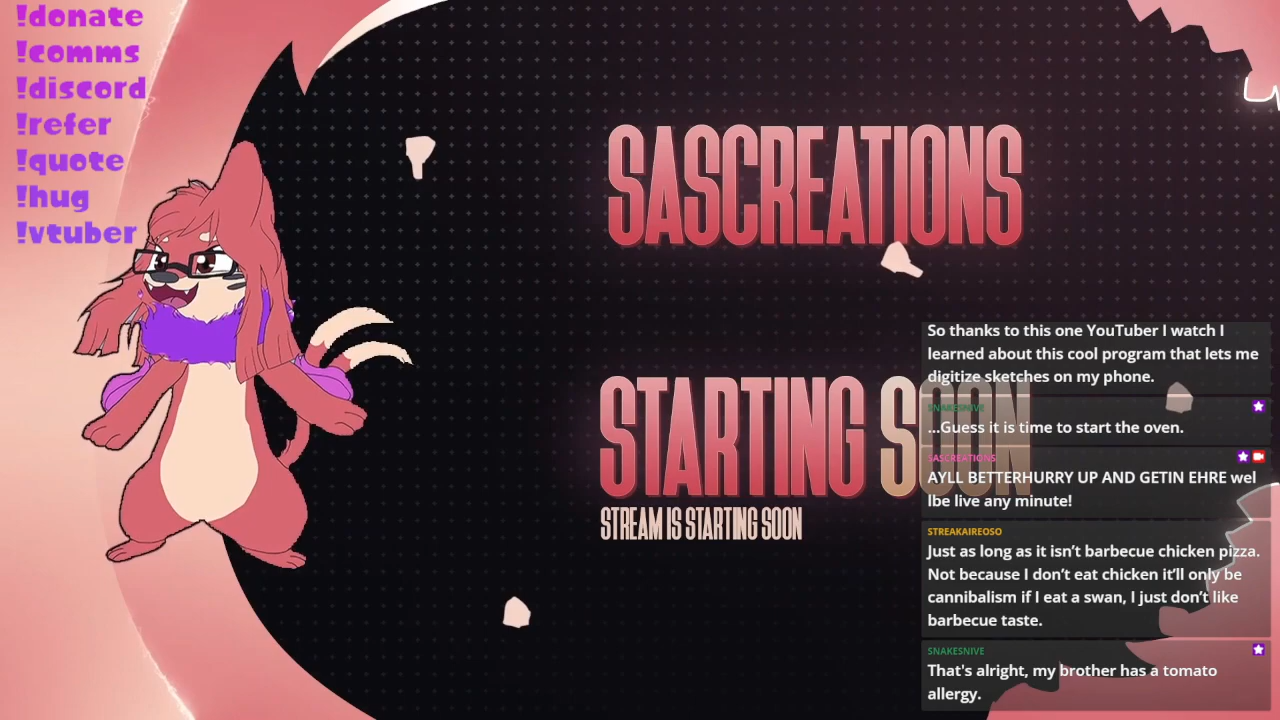 !donate
!comms
!discord
!refer
!quote
!hug
!vtuber
SASCREATIONS
STARTING SOON
STREAM IS STARTING SOON
So thanks to this one YouTuber I watch I
learned about this cool program that lets me
digitize sketches on my phone.
SNAKESNIVE
...Guess it is time to start the oven.
SASCREATIONS
AYLL BETTERHURRY UP AND GETIN EHRE wel
lbe live any minute!
STREAKAIREOSO
Just as long as it isn’t barbecue chicken pizza.
Not because I don’t eat chicken it’ll only be
cannibalism if I eat a swan, I just don’t like
barbecue taste.
SNAKESNIVE
That's alright, my brother has a tomato
allergy.